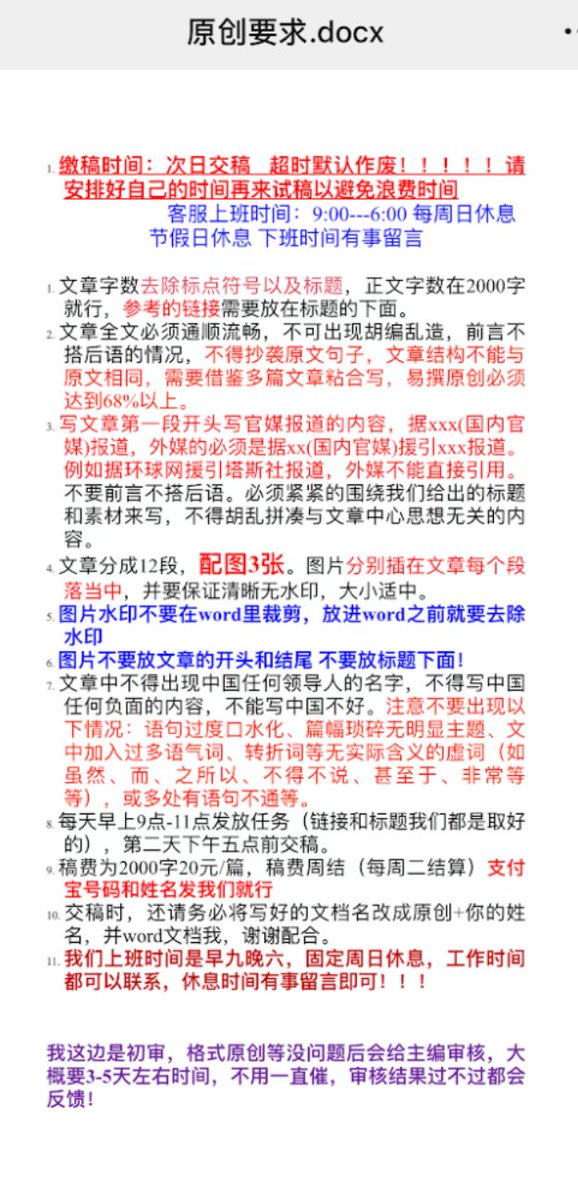 原创要求.docx
1. 缴稿时间：次日交稿 超时默认作废！！！！！请
安排好自己的时间再来试稿以避免浪费时间
客服上班时间：9:00---6:00 每周日休息
节假日休息 下班时间有事留言
1. 文章字数去除标点符号以及标题，正文字数在2000字
就行，参考的链接需要放在标题的下面。
2. 文章全文必须通顺流畅，不可出现胡编乱造，前言不
搭后语的情况，不得抄袭原文句子，文章结构不能与
原文相同，需要借鉴多篇文章粘合写，易撰原创必须
达到68%以上。
3. 写文章第一段开头写官媒报道的内容，据xxx(国内官
媒)报道，外媒的必须是据xx(国内官媒)援引xxx报道。
例如据环球网援引塔斯社报道，外媒不能直接引用。
不要前言不搭后语。必须紧紧的围绕我们给出的标题
和素材来写，不得胡乱拼凑与文章中心思想无关的内
容。
4. 文章分成12段，配图3张。图片分别插在文章每个段
落当中，并要保证清晰无水印，大小适中。
5. 图片水印不要在word里裁剪，放进word之前就要去除
水印
6. 图片不要放文章的开头和结尾 不要放标题下面！
7. 文章中不得出现中国任何领导人的名字，不得写中国
任何负面的内容，不能写中国不好。注意不要出现以
下情况：语句过度口水化、篇幅琐碎无明显主题、文
中加入过多语气词、转折词等无实际含义的虚词（如
虽然、而、之所以、不得不说、甚至于、非常等
等），或多处有语句不通等。
8. 每天早上9点-11点发放任务（链接和标题我们都是取好
的），第二天下午五点前交稿。
9. 稿费为2000字20元/篇，稿费周结（每周二结算）支付
宝号码和姓名发我们就行
10. 交稿时，还请务必将写好的文档名改成原创+你的姓
名，并word文档我，谢谢配合。
11. 我们上班时间是早九晚六，固定周日休息，工作时间
都可以联系，休息时间有事留言即可！！！
我这边是初审，格式原创等没问题后会给主编审核，大
概要3-5天左右时间，不用一直催，审核结果过不过都会
反馈！